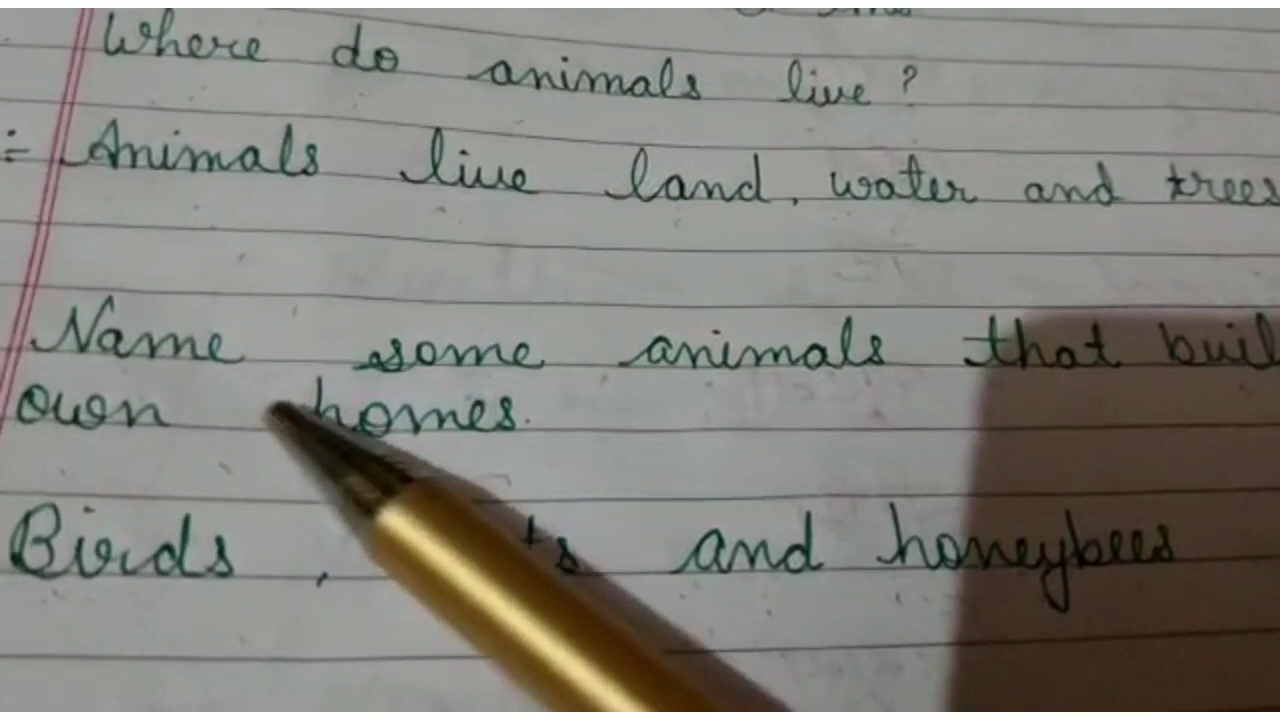 Where do animals live?
÷ Animals live land, water and trees
Name some animals that buil
own homes.
Birds, and honeybees